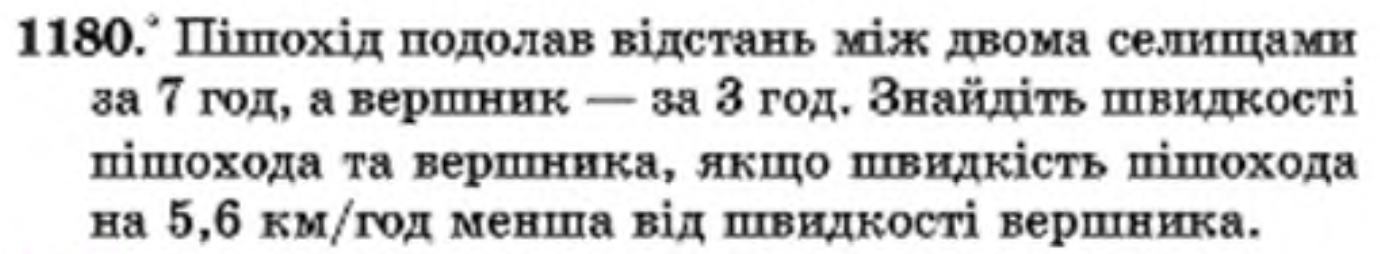 1180.° Пішохід подолав відстань між двома селищами
за 7 год, а вершник — за 3 год. Знайдіть швидкості
пішохода та вершника, якщо швидкість пішохода
на 5,6 км/год менша від швидкості вершника.